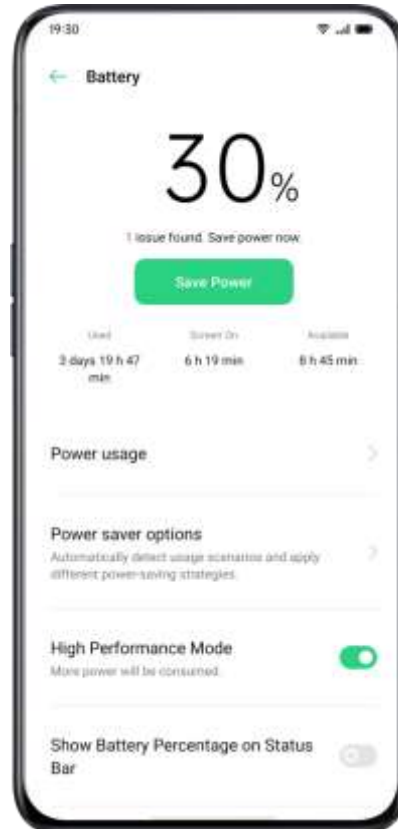 19:30
Battery
30%
1 issue found. Save power now.
Save Power
Used Screen On Available
3 days 19 h 47 min 6 h 19 min 8 h 45 min
Power usage
Power saver options
Automatically detect usage scenarios and apply
different power-saving strategies.
High Performance Mode
More power will be consumed.
Show Battery Percentage on Status
Bar